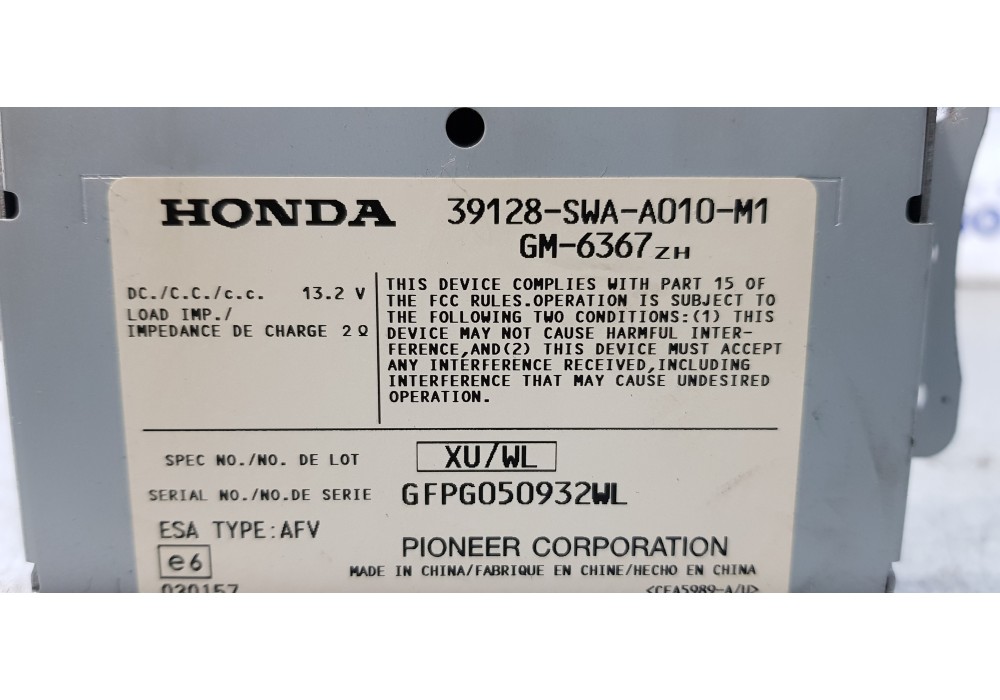 HONDA 39128-SWA-A010-M1
GM-6367ZH
DC./C.C./c.c. 13.2 V
LOAD IMP./
IMPEDANCE DE CHARGE 2 Ω
THIS DEVICE COMPLIES WITH PART 15 OF
THE FCC RULES.OPERATION IS SUBJECT TO
THE FOLLOWING TWO CONDITIONS:(1) THIS
DEVICE MAY NOT CAUSE HARMFUL INTER-
FERENCE,AND(2) THIS DEVICE MUST ACCEPT
ANY INTERFERENCE RECEIVED,INCLUDING
INTERFERENCE THAT MAY CAUSE UNDESIRED
OPERATION.
SPEC NO./NO. DE LOT XU/WL
SERIAL NO./NO.DE SERIE GFPG050932WL
ESA TYPE:AFV
e6
PIONEER CORPORATION
MADE IN CHINA/FABRIQUE EN CHINE/HECHO EN CHINA
020157 <CEA5989-A/U>